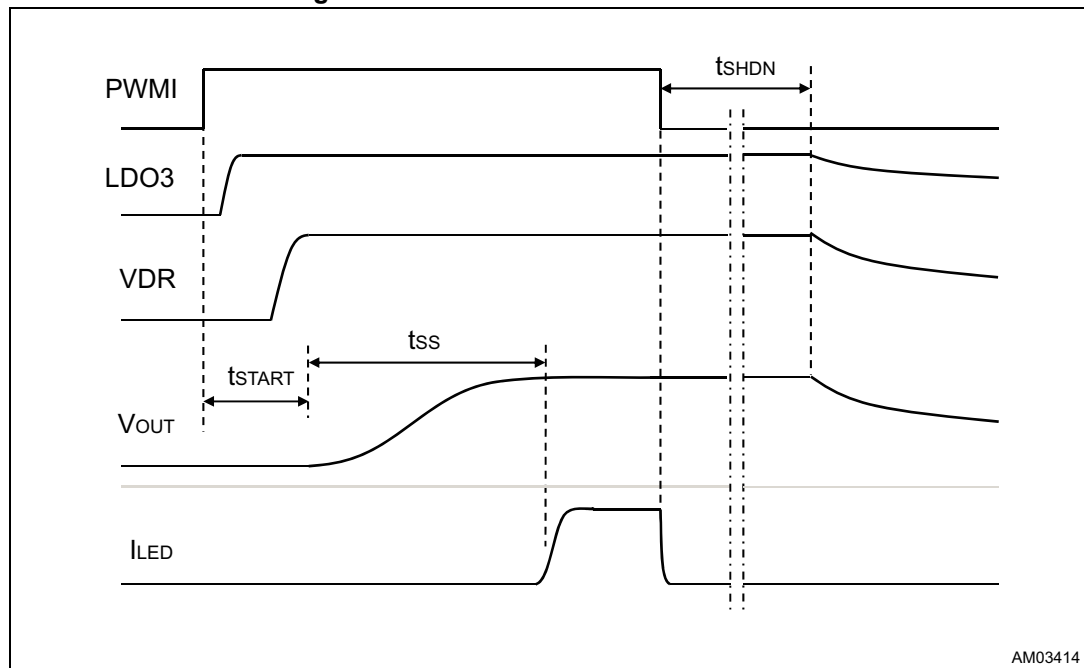 PWMI
tSHDN
LDO3
VDR
tSS
tSTART
VOUT
ILED
AM03414